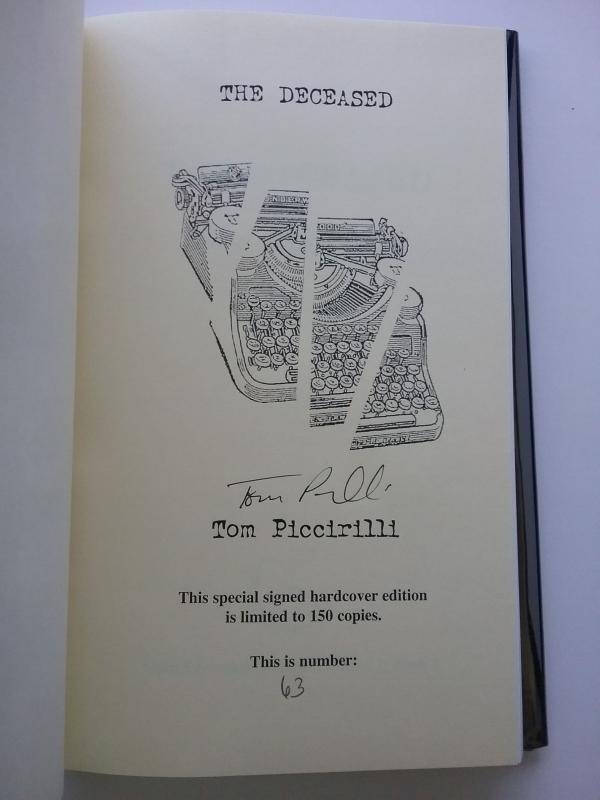 THE DECEASED
Tom Piccirilli
This special signed hardcover edition
is limited to 150 copies.
This is number:
63